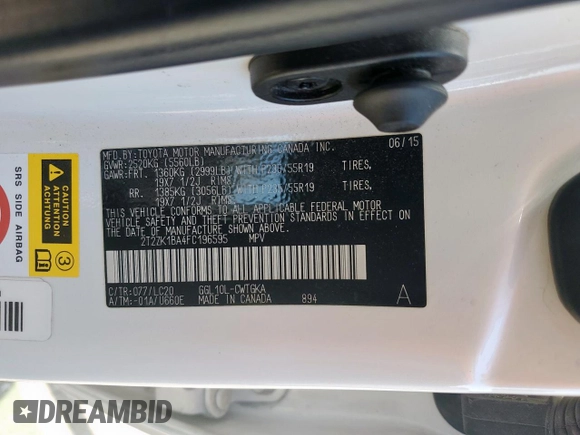 MFD.BY:TOYOTA MOTOR MANUFACTURING CANADA INC. 06/15
GVWR:2520KG (5560LB)
GAWR:FRT. 1360KG (2999LB) WITH P235/55R19 TIRES,
19X7 1/2J RIMS
RR. 1385KG (3056LB) WITH P235/55R19 TIRES,
19X7 1/2J RIMS
THIS VEHICLE CONFORMS TO ALL APPLICABLE FEDERAL MOTOR
VEHICLE SAFETY AND THEFT PREVENTION STANDARDS IN EFFECT
ON THE DATE OF MANUFACTURE SHOWN ABOVE.
2T2ZK1BA4FC196595 MPV
C/TR:077/LC20 GGL10L-CWTGKA
A/TM:-01A/U660E MADE IN CANADA 894 A
SRS SIDE AIRBAG
3
DREAMBID